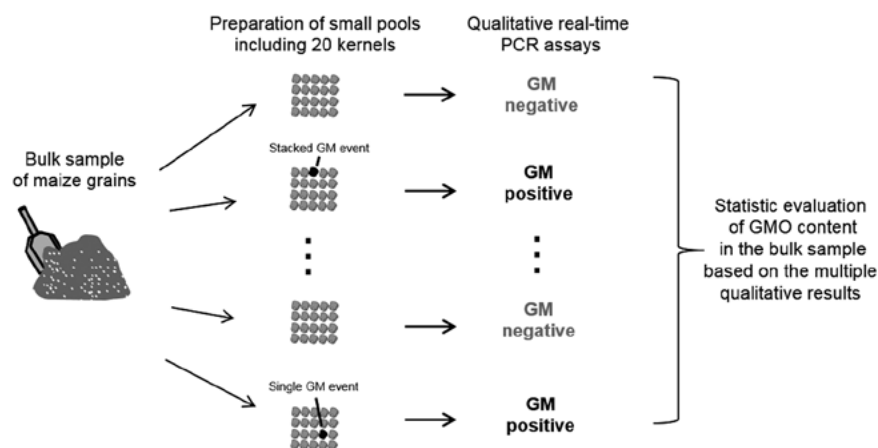 Preparation of small pools
including 20 kernels
Qualitative real-time
PCR assays
Bulk sample
of maize grains
GM
negative
Stacked GM event
GM
positive
GM
negative
Single GM event
GM
positive
Statistic evaluation
of GMO content
in the bulk sample
based on the multiple
qualitative results